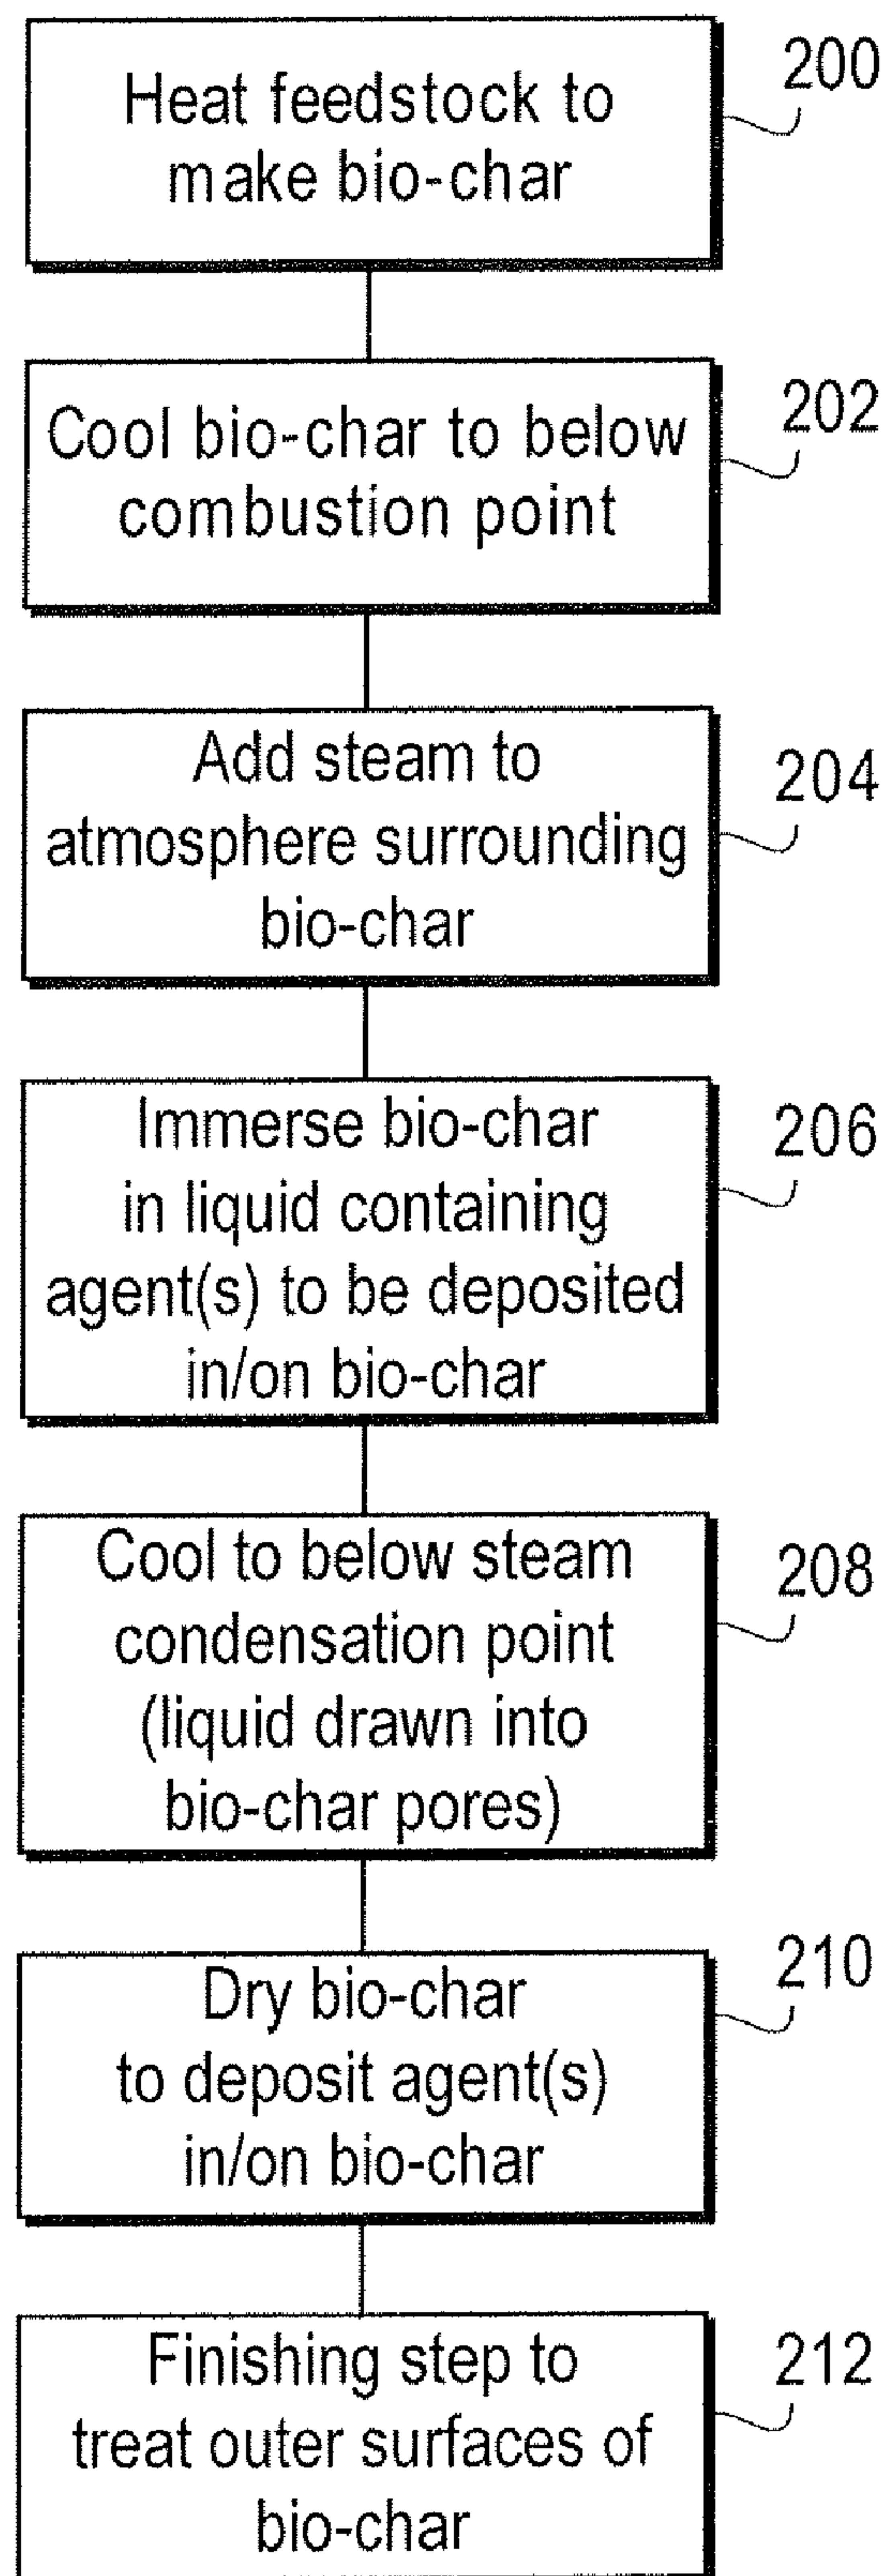 Heat feedstock to
make bio-char
200
Cool bio-char to below
combustion point
202
Add steam to
atmosphere surrounding
bio-char
204
Immerse bio-char
in liquid containing
agent(s) to be deposited
in/on bio-char
206
Cool to below steam
condensation point
(liquid drawn into
bio-char pores)
208
Dry bio-char
to deposit agent(s)
in/on bio-char
210
Finishing step to
treat outer surfaces of
bio-char
212